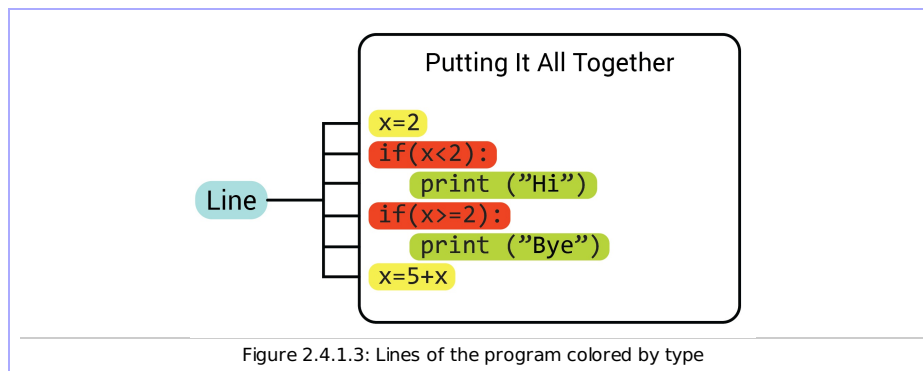 Putting It All Together
x=2
if(x<2):
print (”Hi”)
Line
if(x>=2):
print (”Bye”)
x=5+x
Figure 2.4.1.3: Lines of the program colored by type